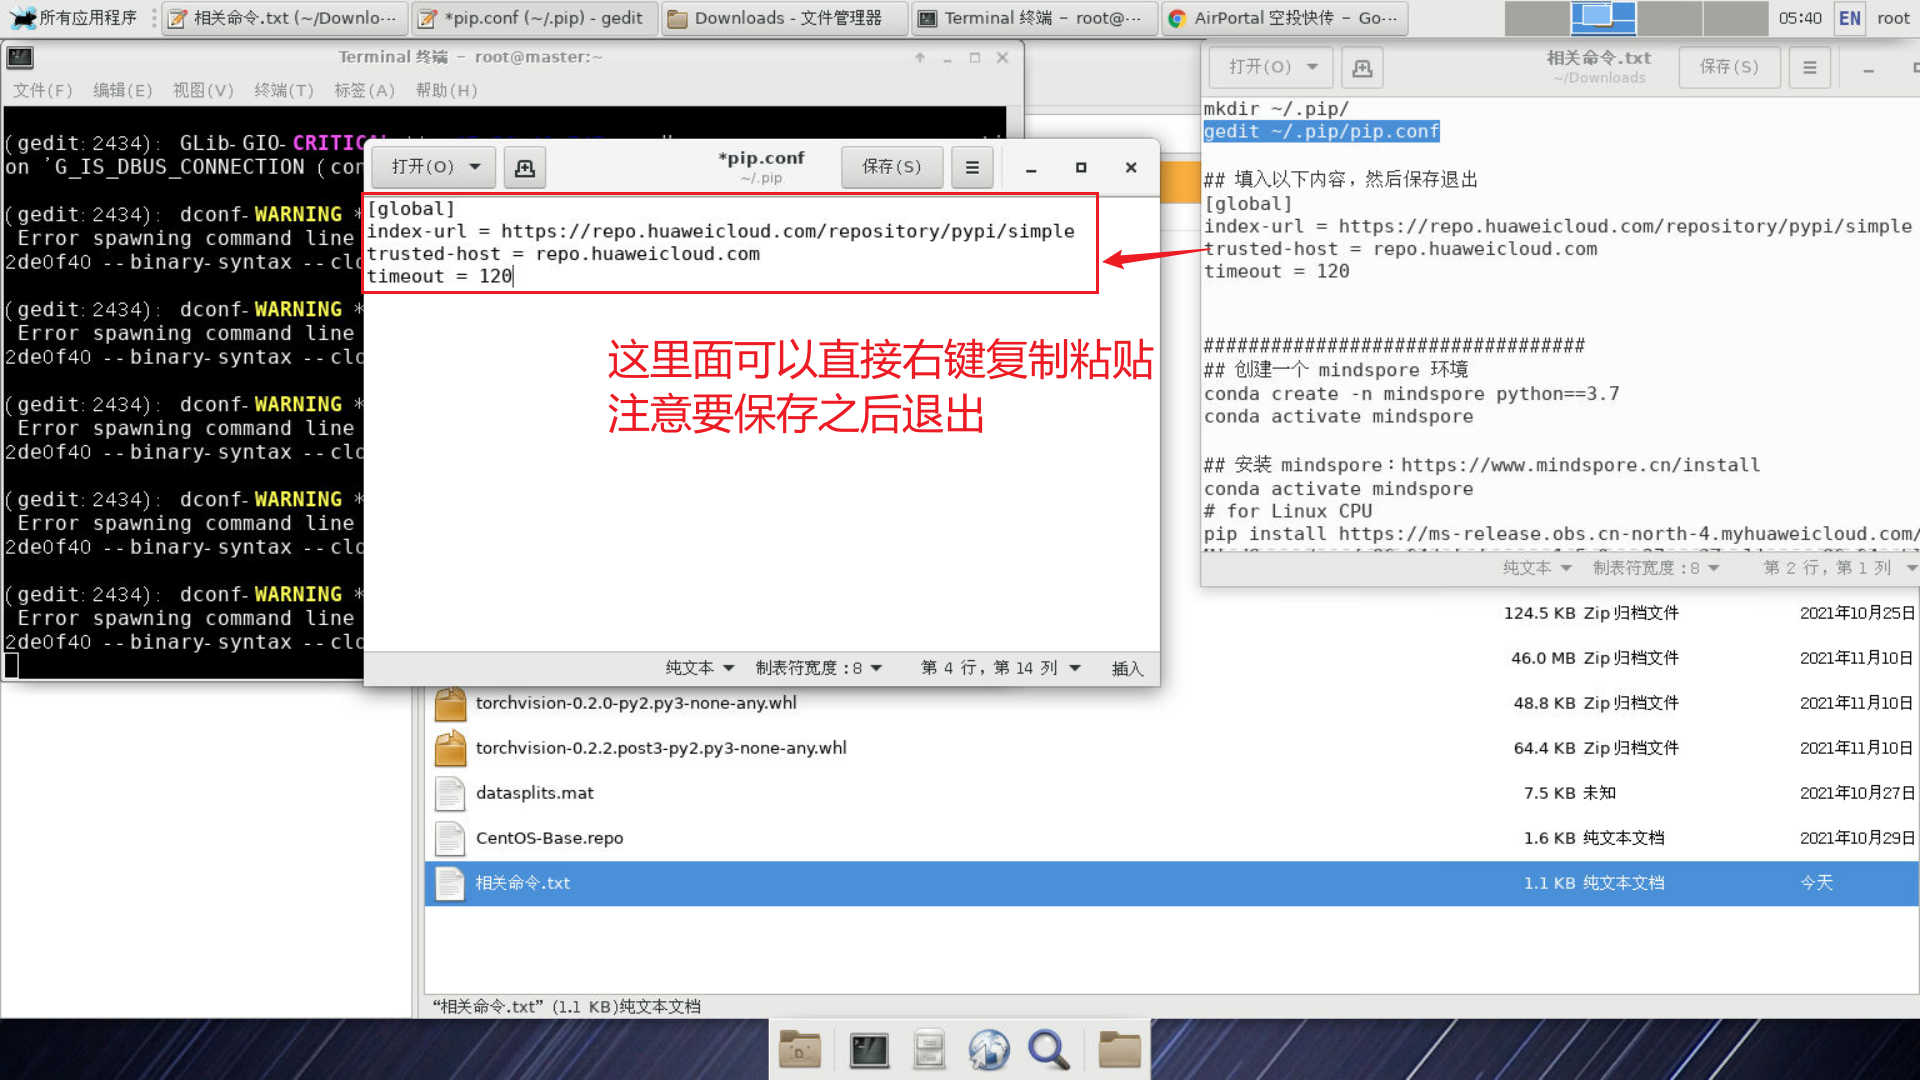 所有应用程序
相关命令.txt (~/Downlo···
*pip.conf (~/.pip) - gedit
Downloads - 文件管理器
Terminal 终端 - root@···
AirPortal 空投快传 - Go···
05:40
EN
root
Terminal 终端 - root@master:~
文件(F) 编辑(E) 视图(V) 终端(T) 标签(A) 帮助(H)
(gedit:2434): GLib-GIO-CRITICAL
on 'G_IS_DBUS_CONNECTION (con
(gedit:2434): dconf-WARNING *
Error spawning command line
2de0f40 --binary-syntax --clo
(gedit:2434): dconf-WARNING *
Error spawning command line
2de0f40 --binary-syntax --clo
(gedit:2434): dconf-WARNING *
Error spawning command line
2de0f40 --binary-syntax --clo
(gedit:2434): dconf-WARNING *
Error spawning command line
2de0f40 --binary-syntax --clo
(gedit:2434): dconf-WARNING *
Error spawning command line
2de0f40 --binary-syntax --clo
打开(O)
*pip.conf
~/.pip
保存(S)
[global]
index-url = https://repo.huaweicloud.com/repository/pypi/simple
trusted-host = repo.huaweicloud.com
timeout = 120
这里面可以直接右键复制粘贴
注意要保存之后退出
纯文本 制表符宽度:8 第 4 行, 第 14 列 插入
打开(O)
相关命令.txt
~/Downloads
保存(S)
mkdir ~/.pip/
gedit ~/.pip/pip.conf
## 填入以下内容，然后保存退出
[global]
index-url = https://repo.huaweicloud.com/repository/pypi/simple
trusted-host = repo.huaweicloud.com
timeout = 120
##################################
## 创建一个 mindspore 环境
conda create -n mindspore python==3.7
conda activate mindspore
## 安装 mindspore：https://www.mindspore.cn/install
conda activate mindspore
# for Linux CPU
pip install https://ms-release.obs.cn-north-4.myhuaweicloud.com/
纯文本 制表符宽度:8 第 2 行, 第 1 列
124.5 KB Zip 归档文件 2021年10月25日
46.0 MB Zip 归档文件 2021年11月10日
torchvision-0.2.0-py2.py3-none-any.whl 48.8 KB Zip 归档文件 2021年11月10日
torchvision-0.2.2.post3-py2.py3-none-any.whl 64.4 KB Zip 归档文件 2021年11月10日
datasplits.mat 7.5 KB 未知 2021年10月27日
CentOS-Base.repo 1.6 KB 纯文本文档 2021年10月29日
相关命令.txt 1.1 KB 纯文本文档 今天
“相关命令.txt” (1.1 KB)纯文本文档